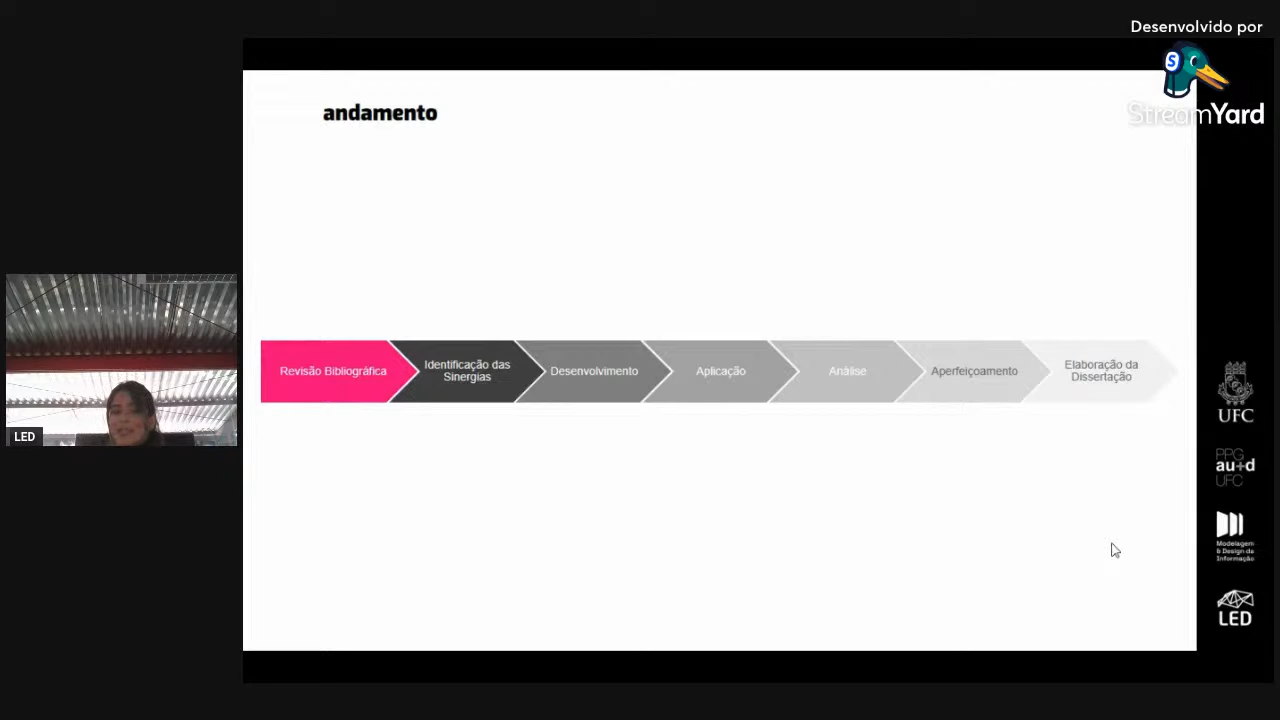 Desenvolvido por
StreamYard
andamento
Revisão Bibliográfica
Identificação das
Sinergias
Desenvolvimento
Aplicação
Análise
Aperfeiçoamento
Elaboração da
Dissertação
LED
UFC
PPG
au+d
UFC
Modelagem
& Design da
Informação
LED